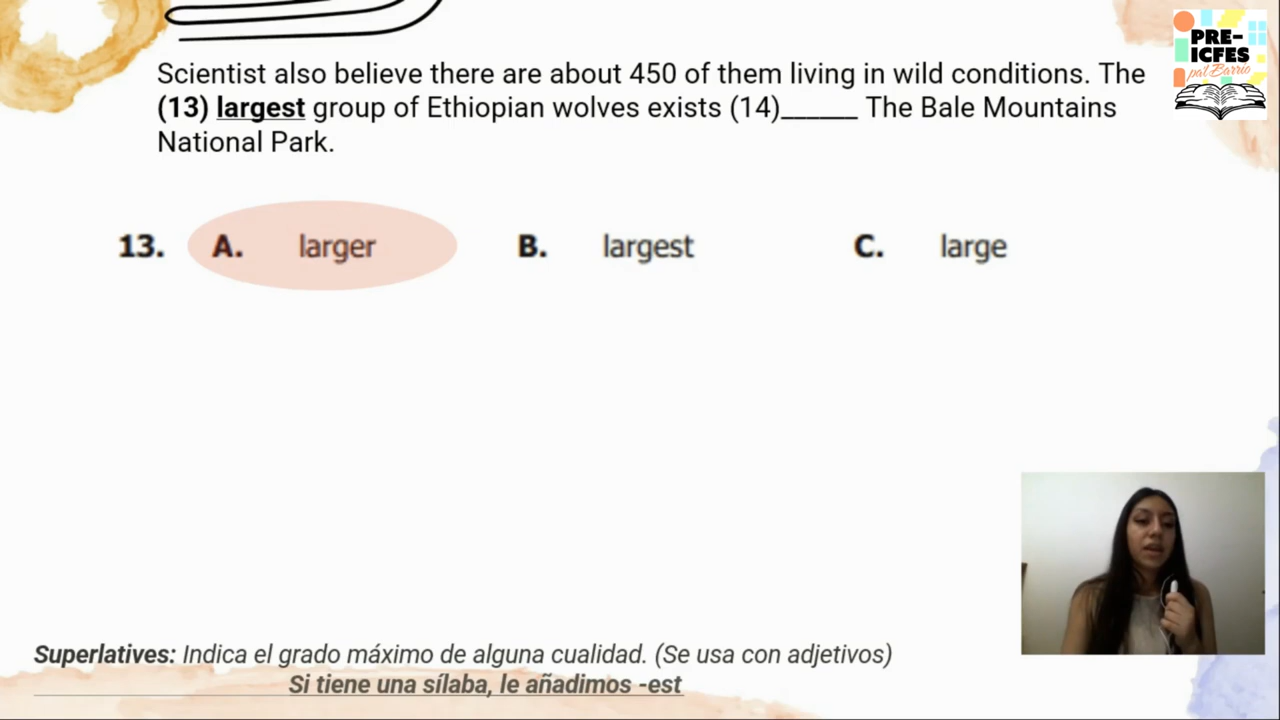 PRE-
ICFES
pa'l Barrio
Scientist also believe there are about 450 of them living in wild conditions. The
(13) largest group of Ethiopian wolves exists (14)______ The Bale Mountains
National Park.
13. A. larger B. largest C. large
Superlatives: Indica el grado máximo de alguna cualidad. (Se usa con adjetivos)
Si tiene una sílaba, le añadimos -est